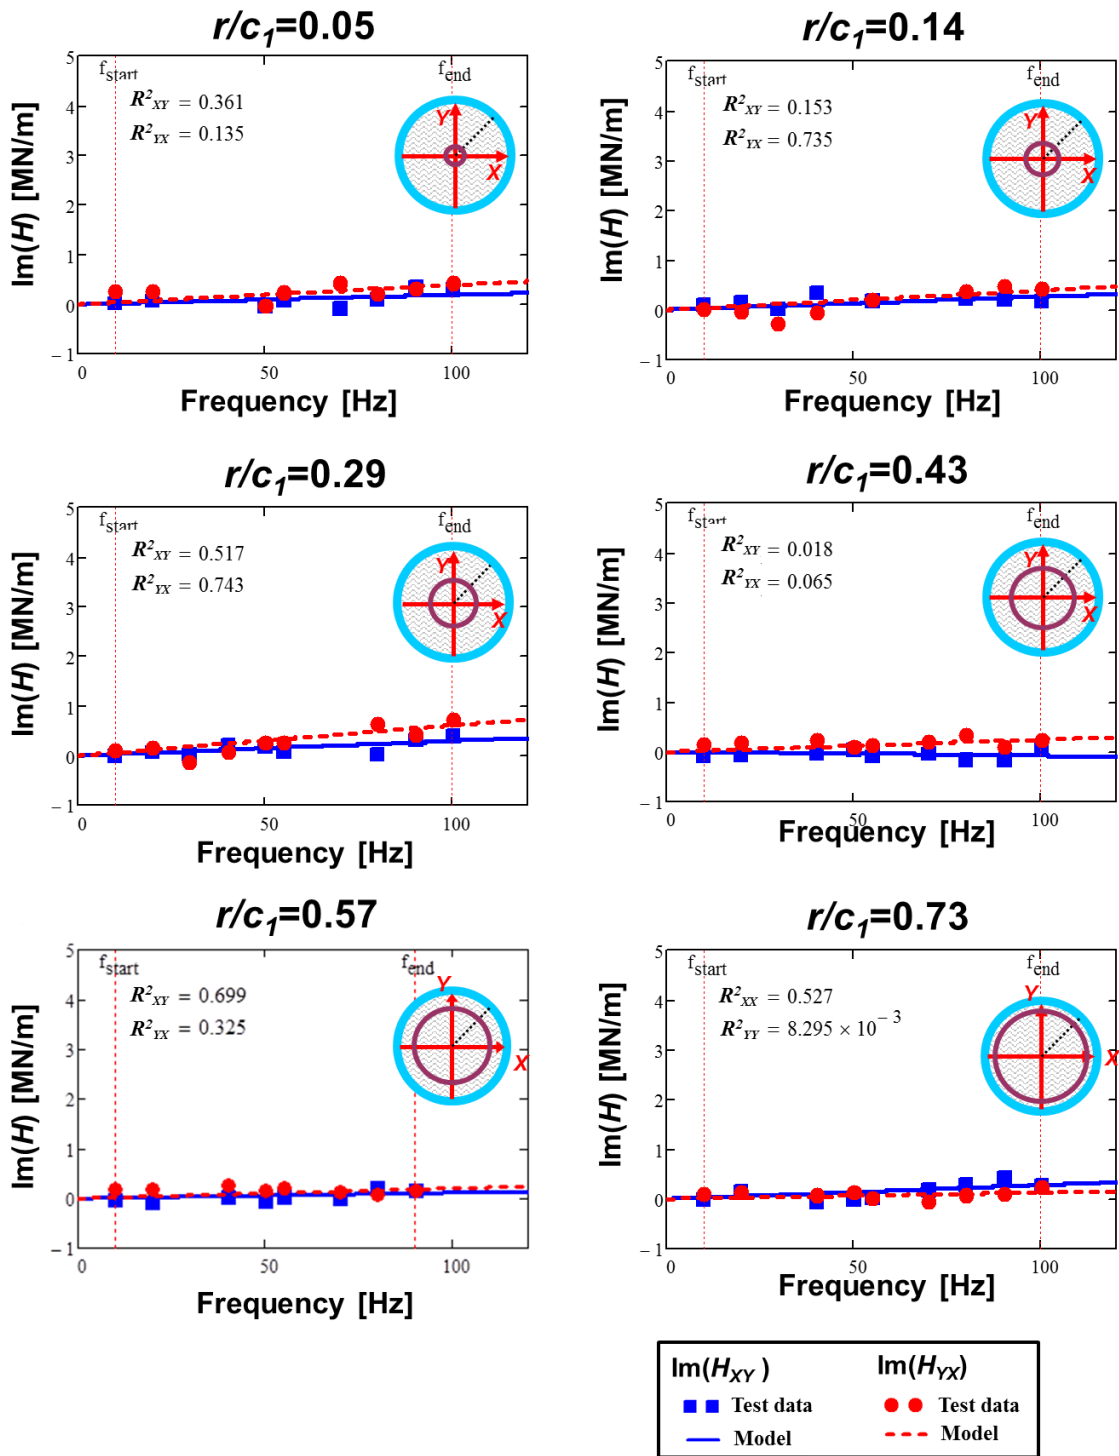 r/c1=0.05
5
4
3
2
1
0
– 1
0
50
100
Im(H) [MN/m]
Frequency [Hz]
fstart
fend
R²XY = 0.361
R²YX = 0.135
Y
X
r/c1=0.14
5
4
3
2
1
0
– 1
0
50
100
Im(H) [MN/m]
Frequency [Hz]
fstart
fend
R²XY = 0.153
R²YX = 0.735
Y
X
r/c1=0.29
5
4
3
2
1
0
– 1
0
50
100
Im(H) [MN/m]
Frequency [Hz]
fstart
fend
R²XY = 0.517
R²YX = 0.743
Y
X
r/c1=0.43
5
4
3
2
1
0
– 1
0
50
100
Im(H) [MN/m]
Frequency [Hz]
fstart
fend
R²XY = 0.018
R²YX = 0.065
Y
X
r/c1=0.57
5
4
3
2
1
0
– 1
0
50
100
Im(H) [MN/m]
Frequency [Hz]
fstart
fend
R²XY = 0.699
R²YX = 0.325
Y
X
r/c1=0.73
5
4
3
2
1
0
– 1
0
50
100
Im(H) [MN/m]
Frequency [Hz]
fstart
fend
R²XX = 0.527
R²YY = 8.295 × 10⁻³
Y
X
Im(HXY) Im(HYX)
Test data Test data
Model Model